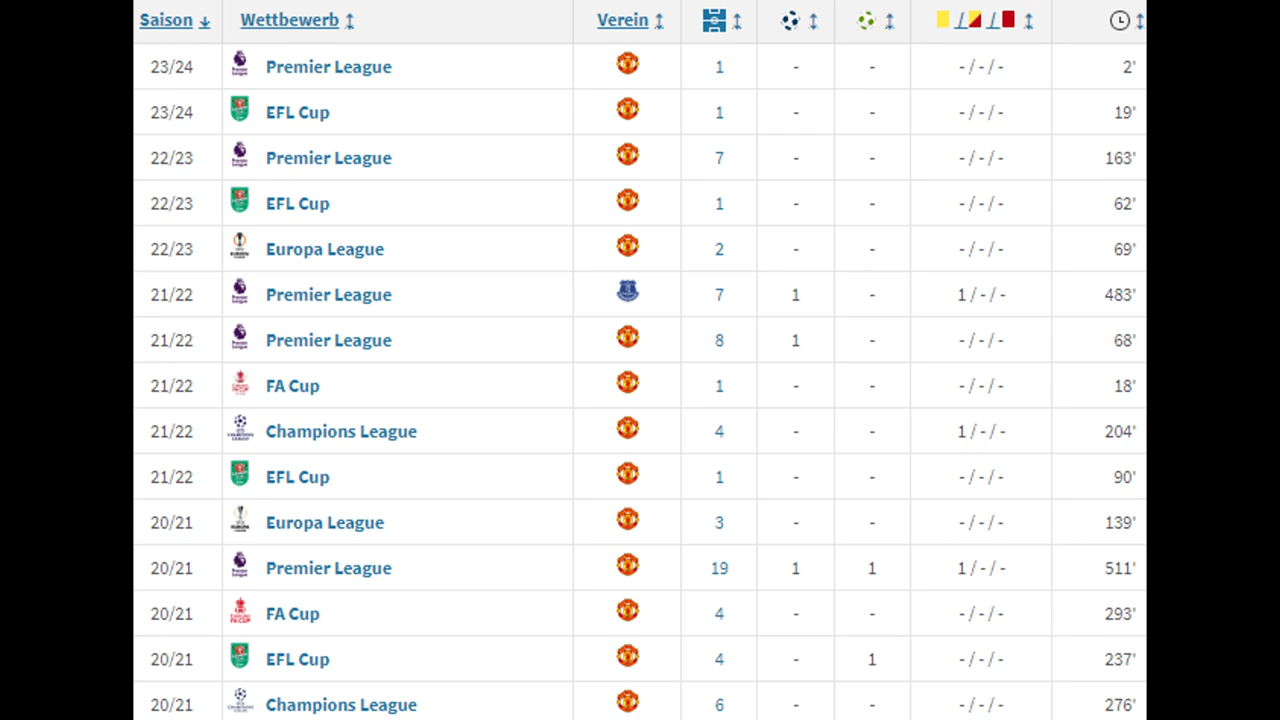 Saison Wettbewerb Verein / /
23/24 Premier League 1 - - -/-/- 2'
23/24 EFL Cup 1 - - -/-/- 19'
22/23 Premier League 7 - - -/-/- 163'
22/23 EFL Cup 1 - - -/-/- 62'
22/23 Europa League 2 - - -/-/- 69'
21/22 Premier League 7 1 - 1/-/- 483'
21/22 Premier League 8 1 - -/-/- 68'
21/22 FA Cup 1 - - -/-/- 18'
21/22 Champions League 4 - - 1/-/- 204'
21/22 EFL Cup 1 - - -/-/- 90'
20/21 Europa League 3 - - -/-/- 139'
20/21 Premier League 19 1 1 1/-/- 511'
20/21 FA Cup 4 - - -/-/- 293'
20/21 EFL Cup 4 - 1 -/-/- 237'
20/21 Champions League 6 - - -/-/- 276'